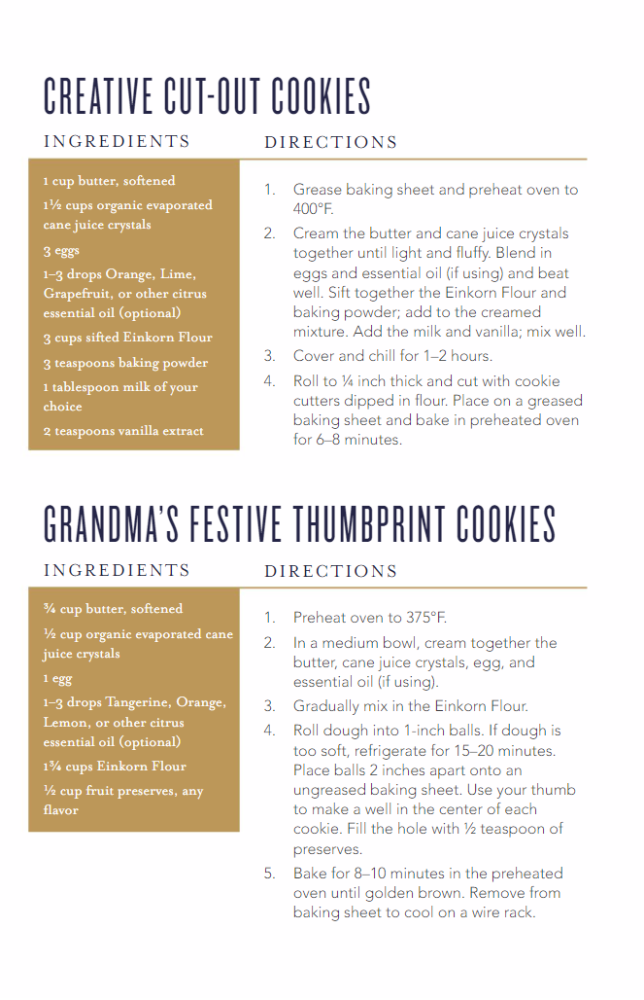 CREATIVE CUT-OUT COOKIES
INGREDIENTS
1 cup butter, softened
1½ cups organic evaporated
cane juice crystals
3 eggs
1–3 drops Orange, Lime,
Grapefruit, or other citrus
essential oil (optional)
3 cups sifted Einkorn Flour
3 teaspoons baking powder
1 tablespoon milk of your
choice
2 teaspoons vanilla extract
DIRECTIONS
1. Grease baking sheet and preheat oven to
400°F.
2. Cream the butter and cane juice crystals
together until light and fluffy. Blend in
eggs and essential oil (if using) and beat
well. Sift together the Einkorn Flour and
baking powder; add to the creamed
mixture. Add the milk and vanilla; mix well.
3. Cover and chill for 1–2 hours.
4. Roll to ¼ inch thick and cut with cookie
cutters dipped in flour. Place on a greased
baking sheet and bake in preheated oven
for 6–8 minutes.
GRANDMA'S FESTIVE THUMBPRINT COOKIES
INGREDIENTS
¾ cup butter, softened
½ cup organic evaporated cane
juice crystals
1 egg
1–3 drops Tangerine, Orange,
Lemon, or other citrus
essential oil (optional)
1¾ cups Einkorn Flour
½ cup fruit preserves, any
flavor
DIRECTIONS
1. Preheat oven to 375°F.
2. In a medium bowl, cream together the
butter, cane juice crystals, egg, and
essential oil (if using).
3. Gradually mix in the Einkorn Flour.
4. Roll dough into 1-inch balls. If dough is
too soft, refrigerate for 15–20 minutes.
Place balls 2 inches apart onto an
ungreased baking sheet. Use your thumb
to make a well in the center of each
cookie. Fill the hole with ½ teaspoon of
preserves.
5. Bake for 8–10 minutes in the preheated
oven until golden brown. Remove from
baking sheet to cool on a wire rack.